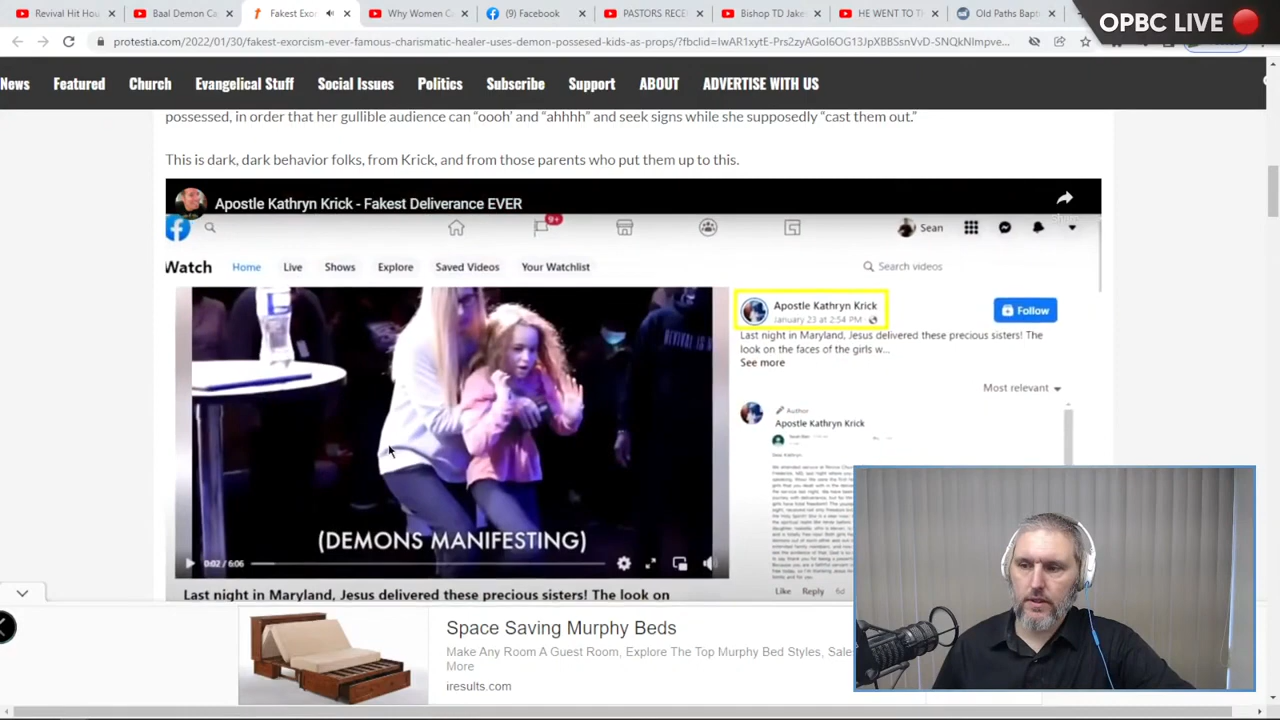 Revival Hit Hou
Baal Demon Ca
Fakest Exor
Why Women C
(9) Facebook
PASTORS RECE
Bishop TD Jakes
HE WENT TO TH
Old Paths Bapt
OPBC LIVE
protestia.com/2022/01/30/fakest-exorcism-ever-famous-charismatic-healer-uses-demon-possesed-kids-as-props/?fbclid=IwAR1xytE-Prs2zyAGoI6OG13JpXBBSsnVvD-SNQkNImpve...
News
Featured
Church
Evangelical Stuff
Social Issues
Politics
Subscribe
Support
ABOUT
ADVERTISE WITH US
possessed, in order that her gullible audience can “oooh’ and “ahhhh” and seek signs while she supposedly “cast them out.”
This is dark, dark behavior folks, from Krick, and from those parents who put them up to this.
Apostle Kathryn Krick - Fakest Deliverance EVER
9+
Sean
Watch
Home
Live
Shows
Explore
Saved Videos
Your Watchlist
Search videos
Apostle Kathryn Krick
January 23 at 2:54 PM
Follow
Last night in Maryland, Jesus delivered these precious sisters! The
look on the faces of the girls w...
See more
Most relevant
Author
Apostle Kathryn Krick
(DEMONS MANIFESTING
Like Reply 6d
Last night in Maryland, Jesus delivered these precious sisters! The look on
Space Saving Murphy Beds
Make Any Room A Guest Room, Explore The Top Murphy Bed Styles, Sale
More
iresults.com